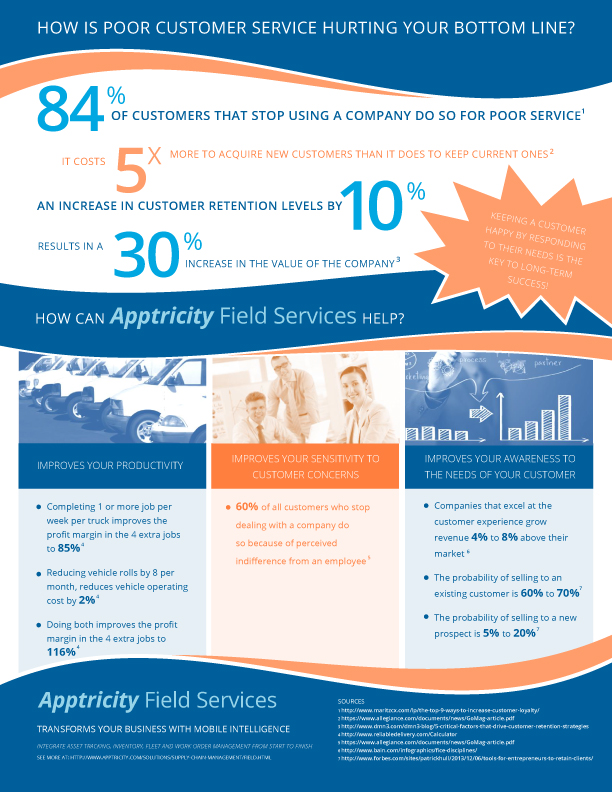 HOW IS POOR CUSTOMER SERVICE HURTING YOUR BOTTOM LINE?
84% OF CUSTOMERS THAT STOP USING A COMPANY DO SO FOR POOR SERVICE¹
IT COSTS 5X MORE TO ACQUIRE NEW CUSTOMERS THAN IT DOES TO KEEP CURRENT ONES²
AN INCREASE IN CUSTOMER RETENTION LEVELS BY 10%
RESULTS IN A 30% INCREASE IN THE VALUE OF THE COMPANY³
KEEPING A CUSTOMER
HAPPY BY RESPONDING
TO THEIR NEEDS IS THE
KEY TO LONG-TERM
SUCCESS!
HOW CAN Apptricity Field Services HELP?
IMPROVES YOUR PRODUCTIVITY
• Completing 1 or more job per
week per truck improves the
profit margin in the 4 extra jobs
to 85%⁴
• Reducing vehicle rolls by 8 per
month, reduces vehicle operating
cost by 2%⁴
• Doing both improves the profit
margin in the 4 extra jobs to
116%⁴
IMPROVES YOUR SENSITIVITY TO
CUSTOMER CONCERNS
• 60% of all customers who stop
dealing with a company do
so because of perceived
indifference from an employee⁵
partner
IMPROVES YOUR AWARENESS TO
THE NEEDS OF YOUR CUSTOMER
• Companies that excel at the
customer experience grow
revenue 4% to 8% above their
market⁶
• The probability of selling to an
existing customer is 60% to 70%⁷
• The probability of selling to a new
prospect is 5% to 20%⁷
Apptricity Field Services
TRANSFORMS YOUR BUSINESS WITH MOBILE INTELLIGENCE
INTEGRATE ASSET TRACKING, INVENTORY, FLEET AND WORK ORDER MANAGEMENT FROM START TO FINISH
SEE MORE AT: HTTP://WWW.APPTRICITY.COM/SOLUTIONS/SUPPLY-CHAIN-MANAGEMENT/FIELD.HTML
SOURCES
1 http://www.maritzcx.com/lp/the-top-9-ways-to-increase-customer-loyalty/
2 https://www.allegiance.com/documents/news/GoMag-article.pdf
3 http://www.dmn3.com/dmn3-blog/5-critical-factors-that-drive-customer-retention-strategies
4 http://www.reliabledelivery.com/Calculator
5 https://www.allegiance.com/documents/news/GoMag-article.pdf
6 http://www.bain.com/infographics/five-disciplines/
7 http://www.forbes.com/sites/patrickhull/2013/12/06/tools-for-entrepreneurs-to-retain-clients/